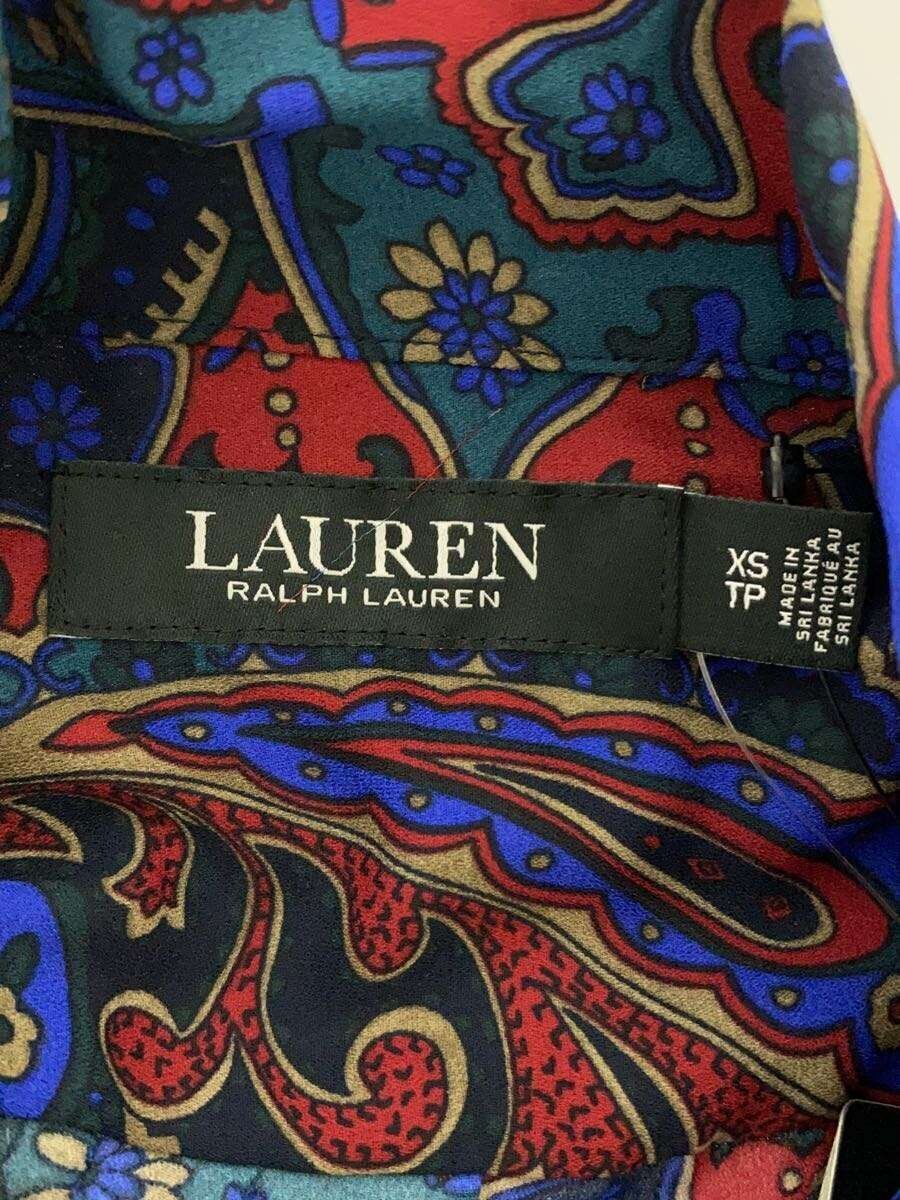 LAUREN
RALPH LAUREN
XS
TP
MADE IN
SRI LANKA
FABRIQUÉ AU
SRI LANKA